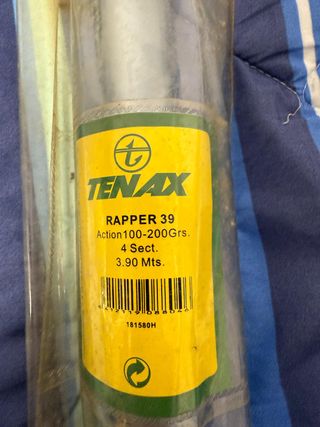 TENAX
RAPPER 39
Action100-200Grs.
4 Sect.
3.90 Mts.
181580H